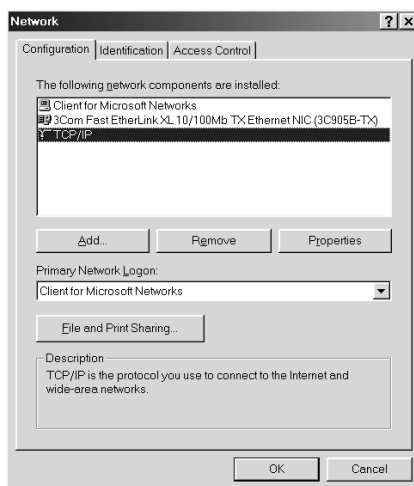 Network
? ×
Configuration Identification Access Control
The following network components are installed:
Client for Microsoft Networks
3Com Fast EtherLink XL 10/100Mb TX Ethernet NIC (3C905B-TX)
TCP/IP
Add... Remove Properties
Primary Network Logon:
Client for Microsoft Networks
File and Print Sharing...
Description
TCP/IP is the protocol you use to connect to the Internet and
wide-area networks.
OK Cancel